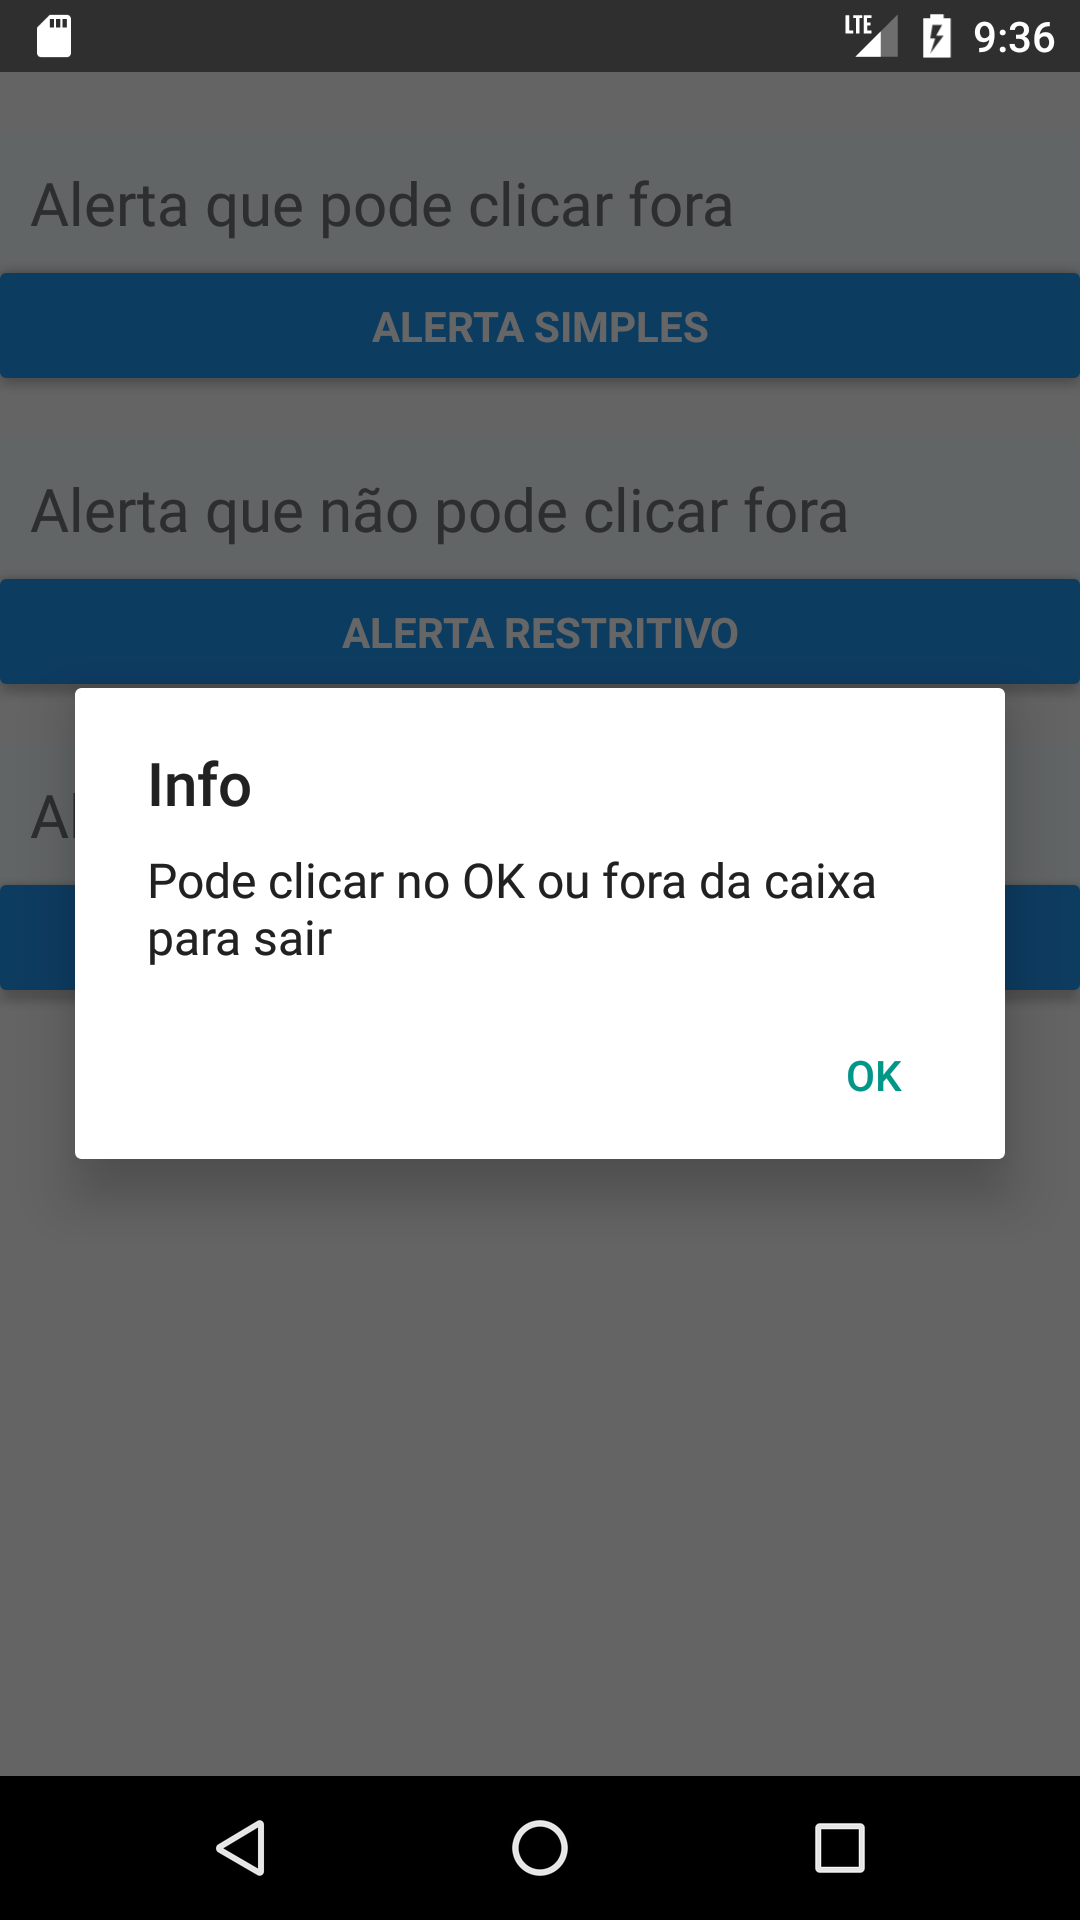 LTE 9:36
Alerta que pode clicar fora
ALERTA SIMPLES
Alerta que não pode clicar fora
ALERTA RESTRITIVO
Info
Pode clicar no OK ou fora da caixa
para sair
OK